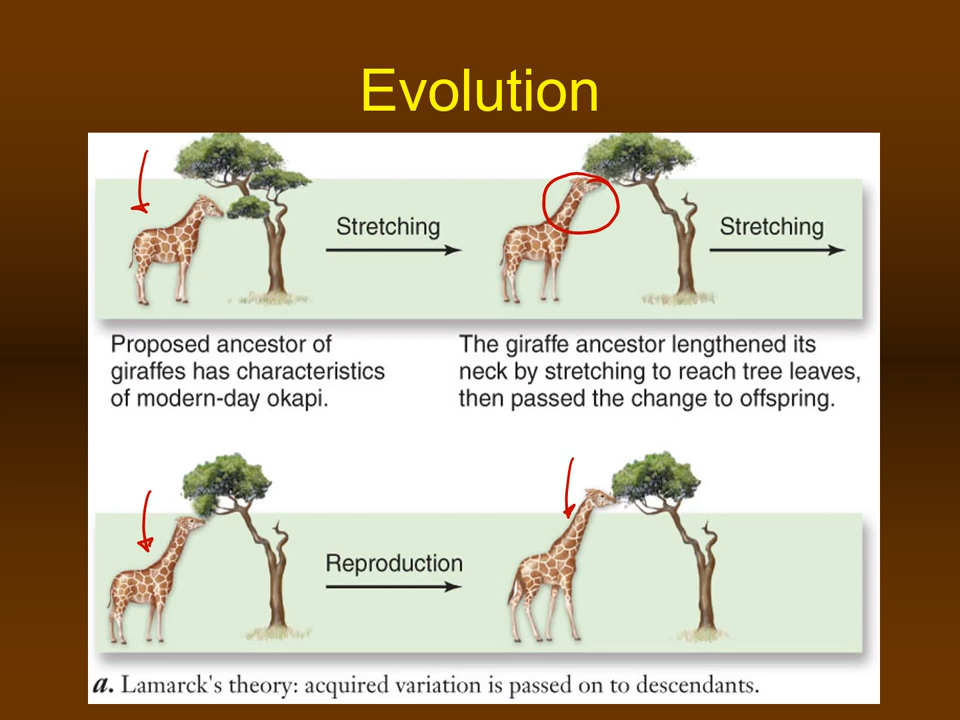 Evolution
Stretching
Stretching
Proposed ancestor of
giraffes has characteristics
of modern-day okapi.
The giraffe ancestor lengthened its
neck by stretching to reach tree leaves,
then passed the change to offspring.
Reproduction
a. Lamarck's theory: acquired variation is passed on to descendants.